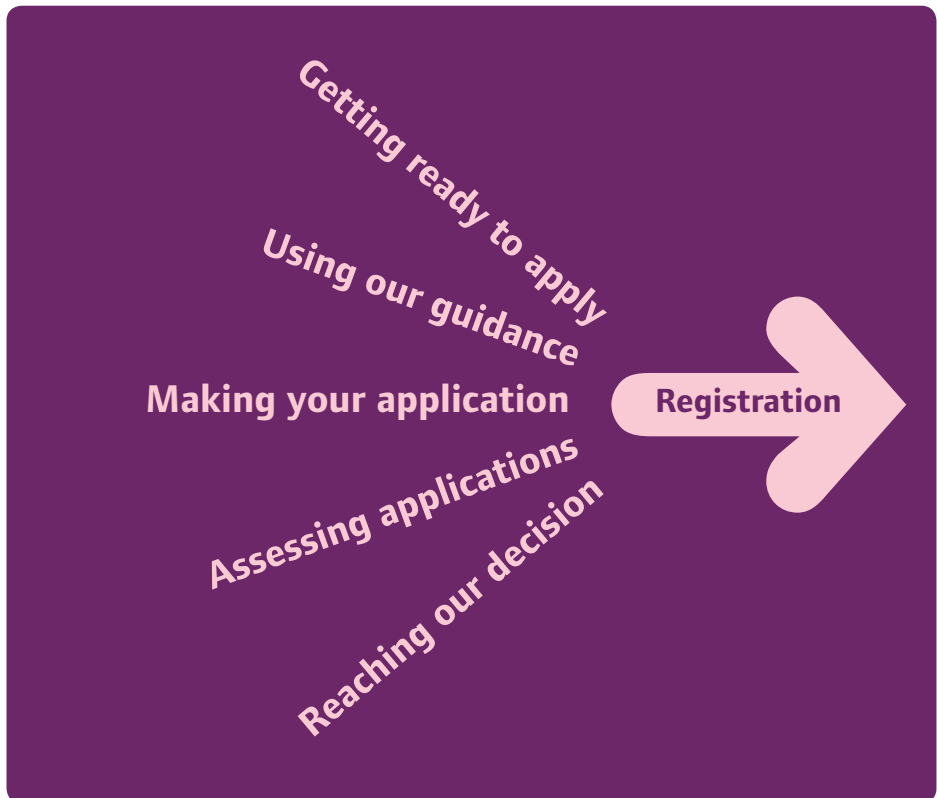 Getting ready to apply
Using our guidance
Making your application
Assessing applications
Reaching our decision
Registration